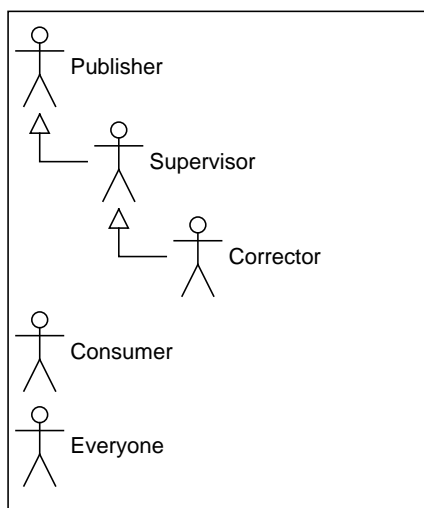 Publisher
Supervisor
Corrector
Consumer
Everyone